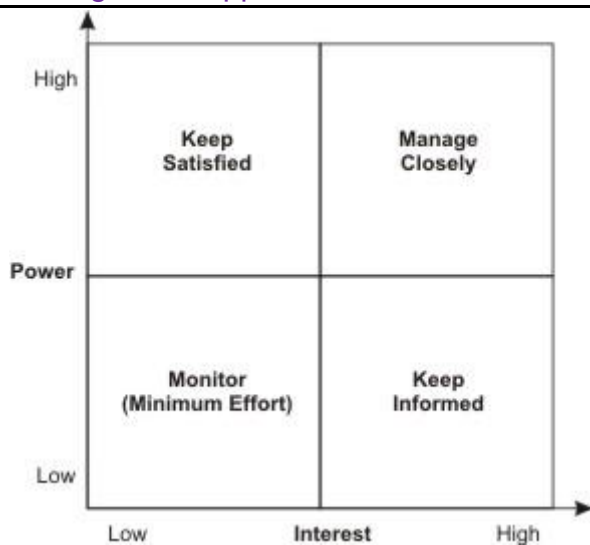 High
Keep
Satisfied
Manage
Closely
Power
Monitor
(Minimum Effort)
Keep
Informed
Low
Low
Interest
High